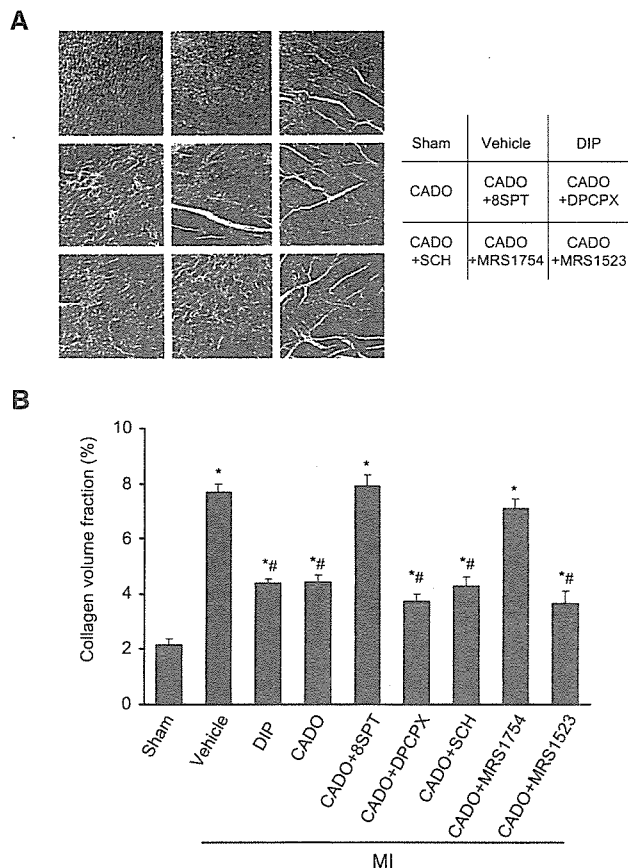 A
Sham Vehicle DIP
CADO CADO +8SPT CADO +DPCPX
CADO +SCH CADO +MRS1754 CADO +MRS1523
B
Collagen volume fraction (%)
10
8
6
4
2
0
* *# *# * *# *# * *#
Sham Vehicle DIP CADO CADO+8SPT CADO+DPCPX CADO+SCH CADO+MRS1754 CADO+MRS1523
MI